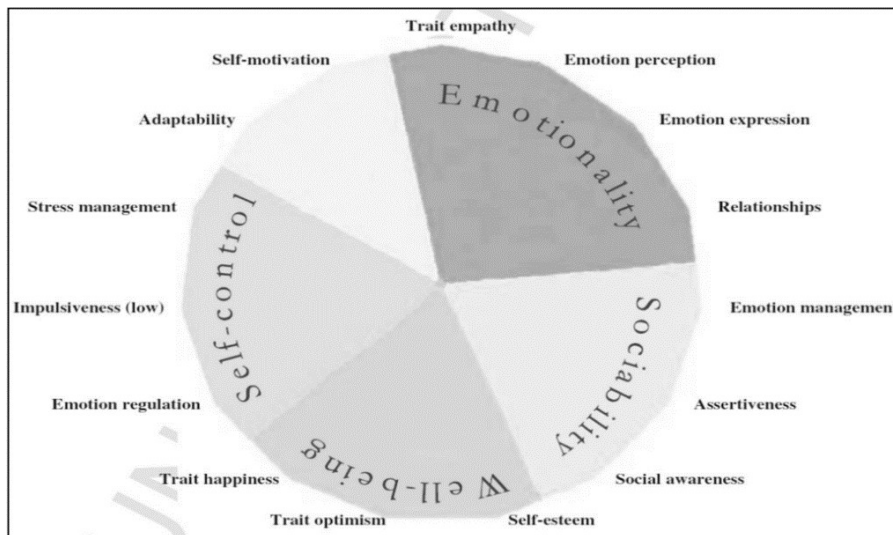 Trait empathy
Self-motivation
Emotion perception
Adaptability
Emotion expression
Stress management
Relationships
Impulsiveness (low)
Emotion management
Emotion regulation
Assertiveness
Trait happiness
Social awareness
Trait optimism
Self-esteem
Emotionality
Sociability
Well-being
Self-control